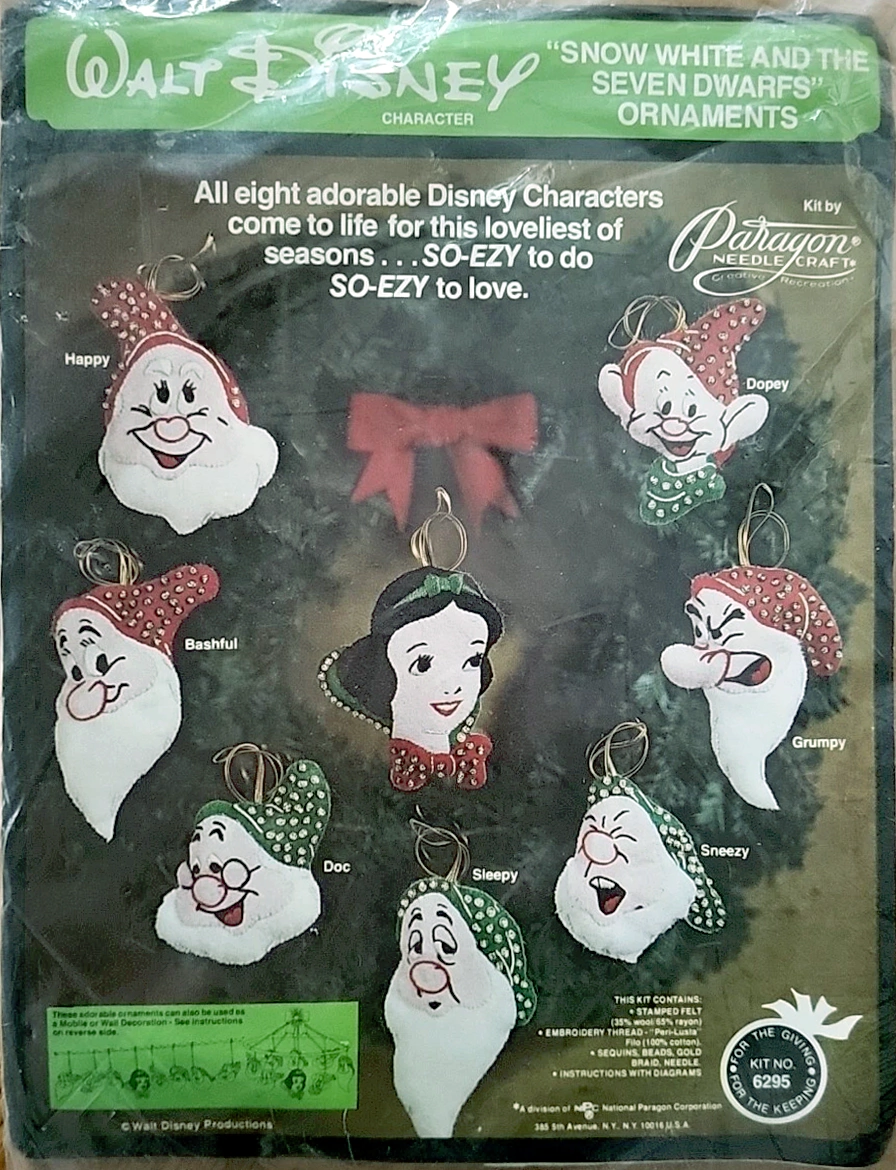 WALT DISNEY
CHARACTER
"SNOW WHITE AND THE
SEVEN DWARFS"
ORNAMENTS
All eight adorable Disney Characters
come to life for this loveliest of
seasons . . . SO-EZY to do
SO-EZY to love.
Kit by
Paragon®
NEEDLE CRAFT*
Creative Recreation
Happy
Dopey
Bashful
Grumpy
Doc
Sleepy
Sneezy
These adorable ornaments can also be used as
a Mobile or Wall Decoration - See instructions
on reverse side.
THIS KIT CONTAINS:
• STAMPED FELT
(35% wool 65% rayon)
• EMBROIDERY THREAD - "Peri-Lusta"
Filo (100% cotton).
• SEQUINS, BEADS, GOLD
BRAID, NEEDLE.
• INSTRUCTIONS WITH DIAGRAMS
FOR THE GIVING
KIT NO.
6295
FOR THE KEEPING
*A division of NPC National Paragon Corporation
385 5th Avenue, N.Y., N.Y. 10016 U.S.A.
© Walt Disney Productions